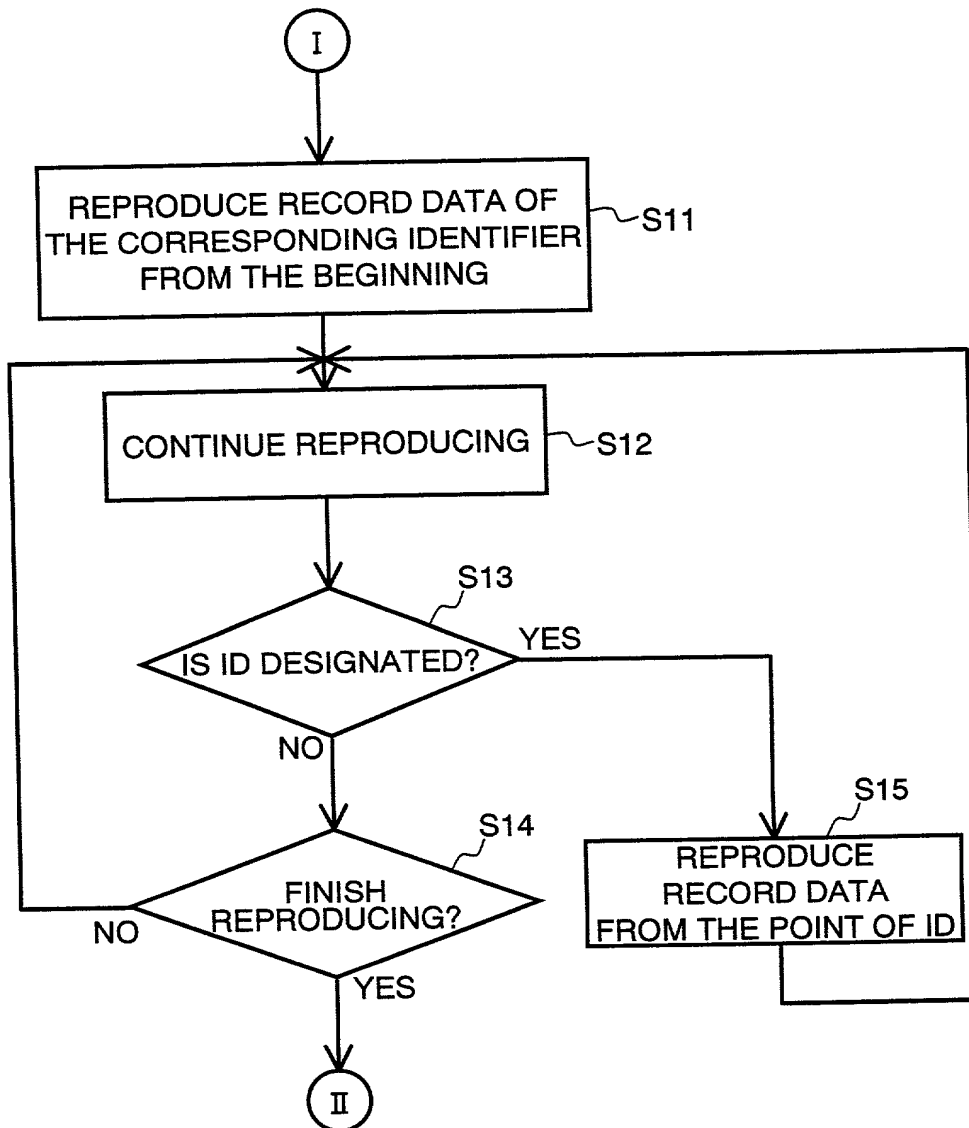 I
REPRODUCE RECORD DATA OF
THE CORRESPONDING IDENTIFIER
FROM THE BEGINNING
S11
CONTINUE REPRODUCING
S12
S13
IS ID DESIGNATED?
YES
NO
S14
FINISH
REPRODUCING?
NO
YES
S15
REPRODUCE
RECORD DATA
FROM THE POINT OF ID
II